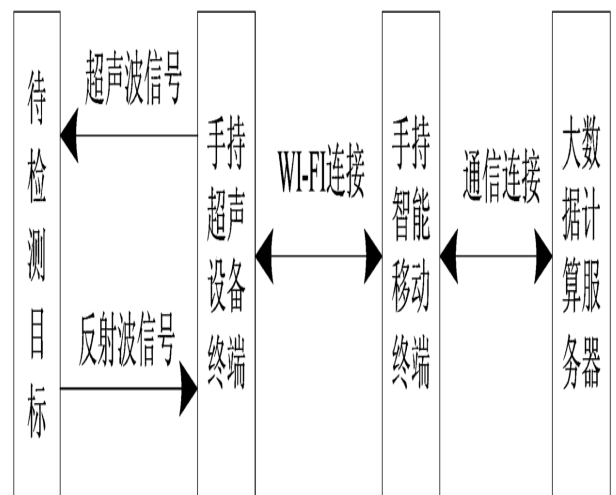 待检测目标
超声波信号
反射波信号
手持超声设备终端
WI-FI连接
手持智能移动终端
通信连接
大数据计算服务器